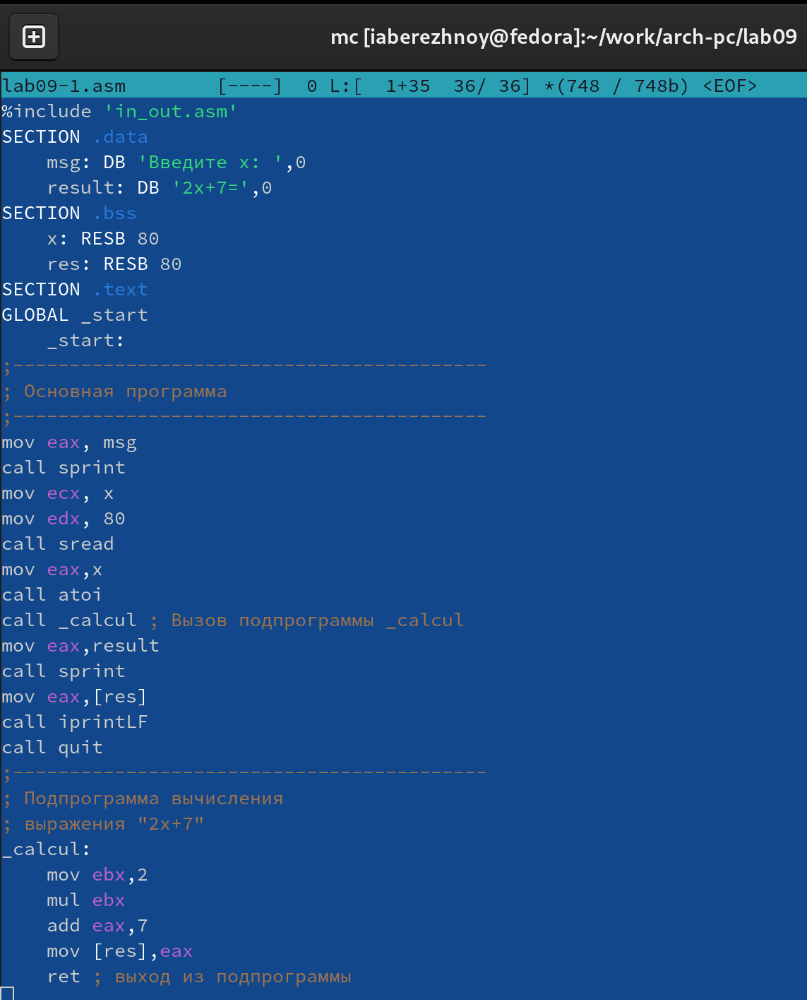 mc [iaberezhnoy@fedora]:~/work/arch-pc/lab09
lab09-1.asm        [----]  0 L:[  1+35  36/ 36] *(748 / 748b) <EOF>
%include 'in_out.asm'
SECTION .data
    msg: DB 'Введите x: ',0
    result: DB '2x+7=',0
SECTION .bss
    x: RESB 80
    res: RESB 80
SECTION .text
GLOBAL _start
    _start:
;------------------------------------------
; Основная программа
;------------------------------------------
mov eax, msg
call sprint
mov ecx, x
mov edx, 80
call sread
mov eax,x
call atoi
call _calcul ; Вызов подпрограммы _calcul
mov eax,result
call sprint
mov eax,[res]
call iprintLF
call quit
;------------------------------------------
; Подпрограмма вычисления
; выражения "2x+7"
_calcul:
    mov ebx,2
    mul ebx
    add eax,7
    mov [res],eax
    ret ; выход из подпрограммы